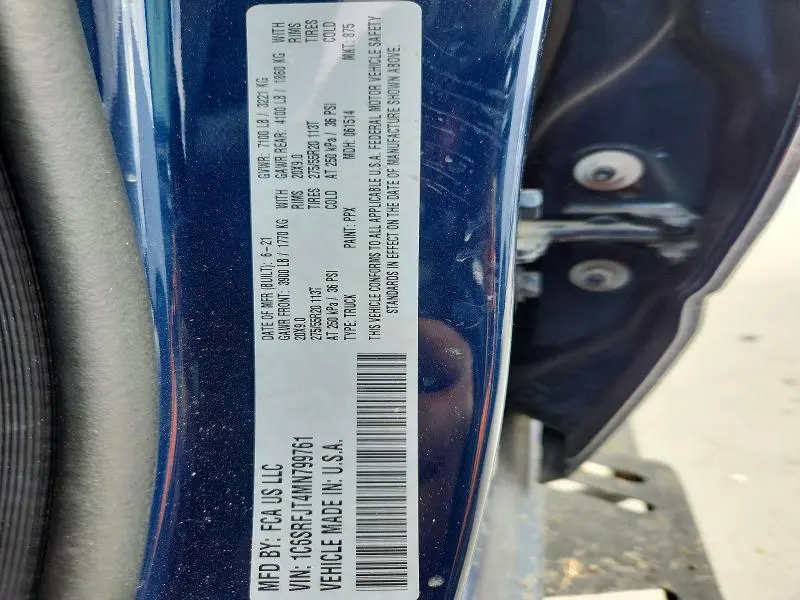 MFD BY: FCA US LLC
DATE OF MFR (BUILT): 6-21
GVWR: 7100 LB / 3221 KG
VIN: 1C6SRFJT4MN799761
GAWR FRONT: 3900 LB / 1770 KG WITH
GAWR REAR: 4100 LB / 1860 KG WITH
VEHICLE MADE IN: U.S.A.
20X9.0 RIMS
20X9.0 RIMS
275/55R20 113T TIRES
275/55R20 113T TIRES
AT 250 kPa / 36 PSI COLD
AT 250 kPa / 36 PSI COLD
TYPE: TRUCK
PAINT: PPX
MDH: 061514
MKT: 875
THIS VEHICLE CONFORMS TO ALL APPLICABLE U.S.A. FEDERAL MOTOR VEHICLE SAFETY
STANDARDS IN EFFECT ON THE DATE OF MANUFACTURE SHOWN ABOVE.